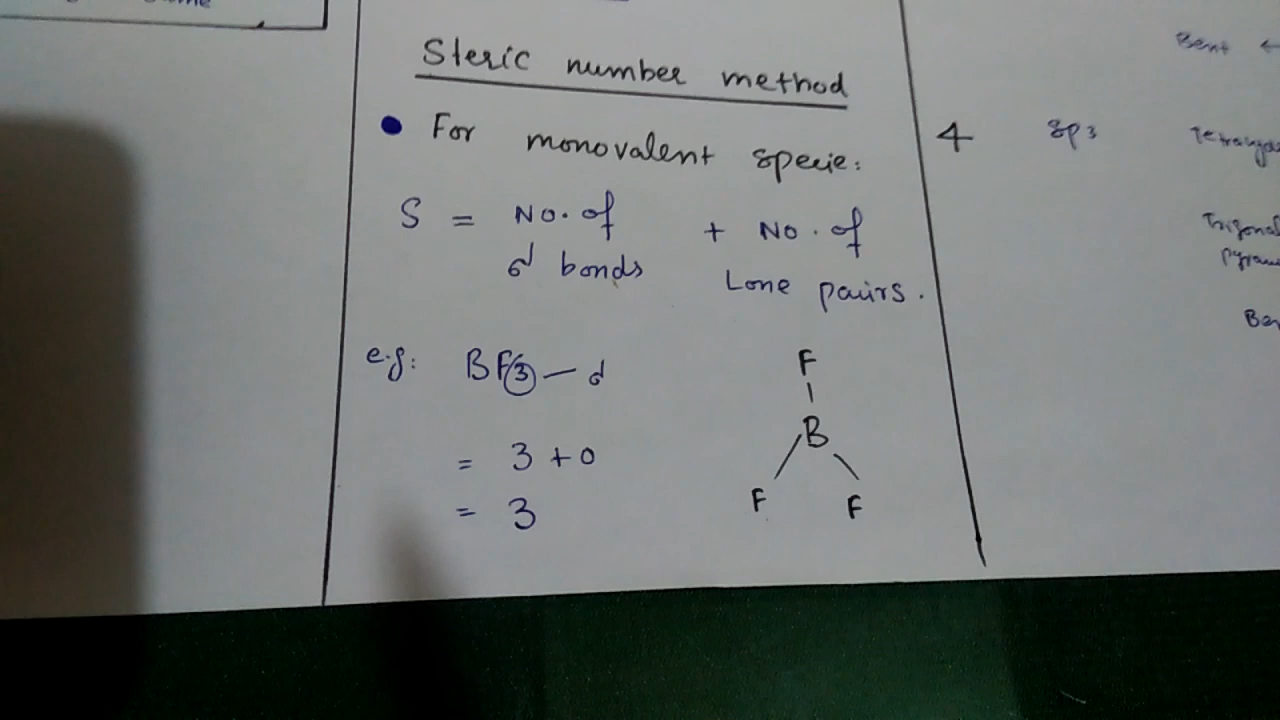 Steric number method
• For monovalent specie:
S = No. of + No. of
σ bonds Lone pairs.
e.g: BF3 — σ
= 3 + 0
= 3
F
B
F F
Bent ←
4 sp3